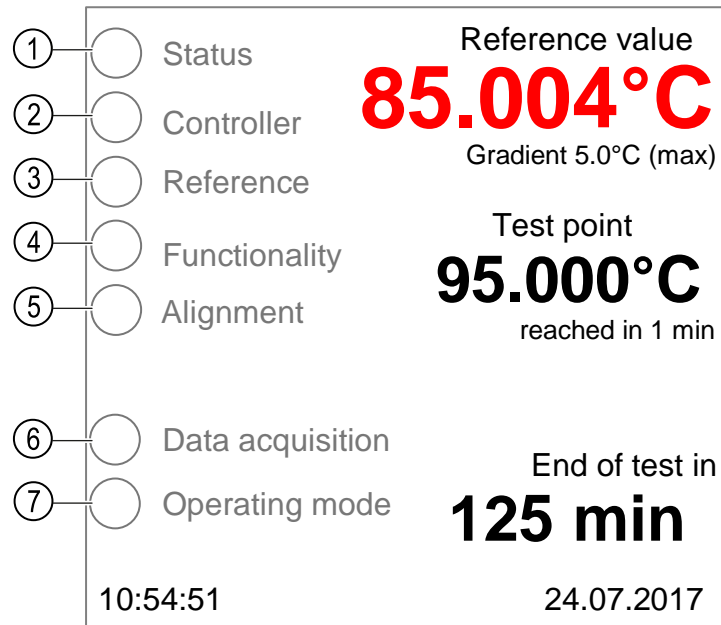 1 Status
2 Controller
3 Reference
4 Functionality
5 Alignment
6 Data acquisition
7 Operating mode
Reference value
85.004°C
Gradient 5.0°C (max)
Test point
95.000°C
reached in 1 min
End of test in
125 min
10:54:51
24.07.2017